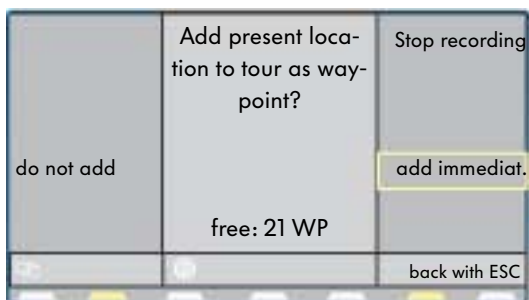 Add present loca-
tion to tour as way-
point?
Stop recording
do not add
add immediat.
free: 21 WP
back with ESC